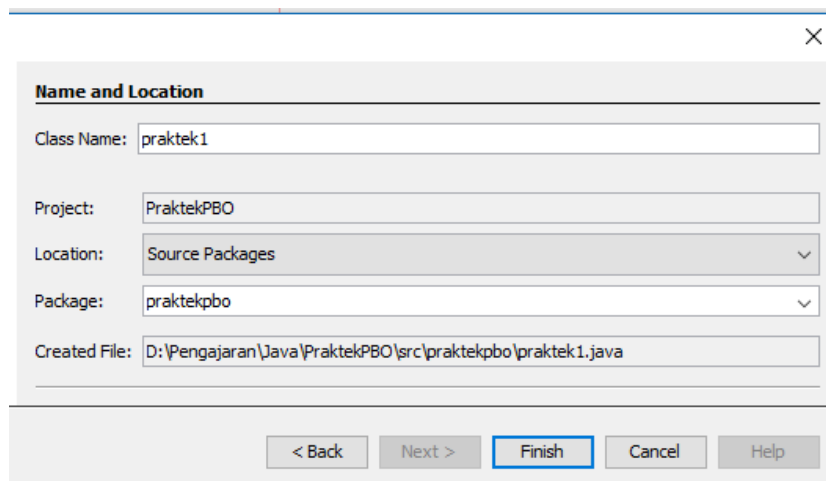 Name and Location
Class Name: praktek1
Project: PraktekPBO
Location: Source Packages
Package: praktekpbo
Created File: D:\Pengajaran\Java\PraktekPBO\src\praktekpbo\praktek1.java
< Back Next > Finish Cancel Help